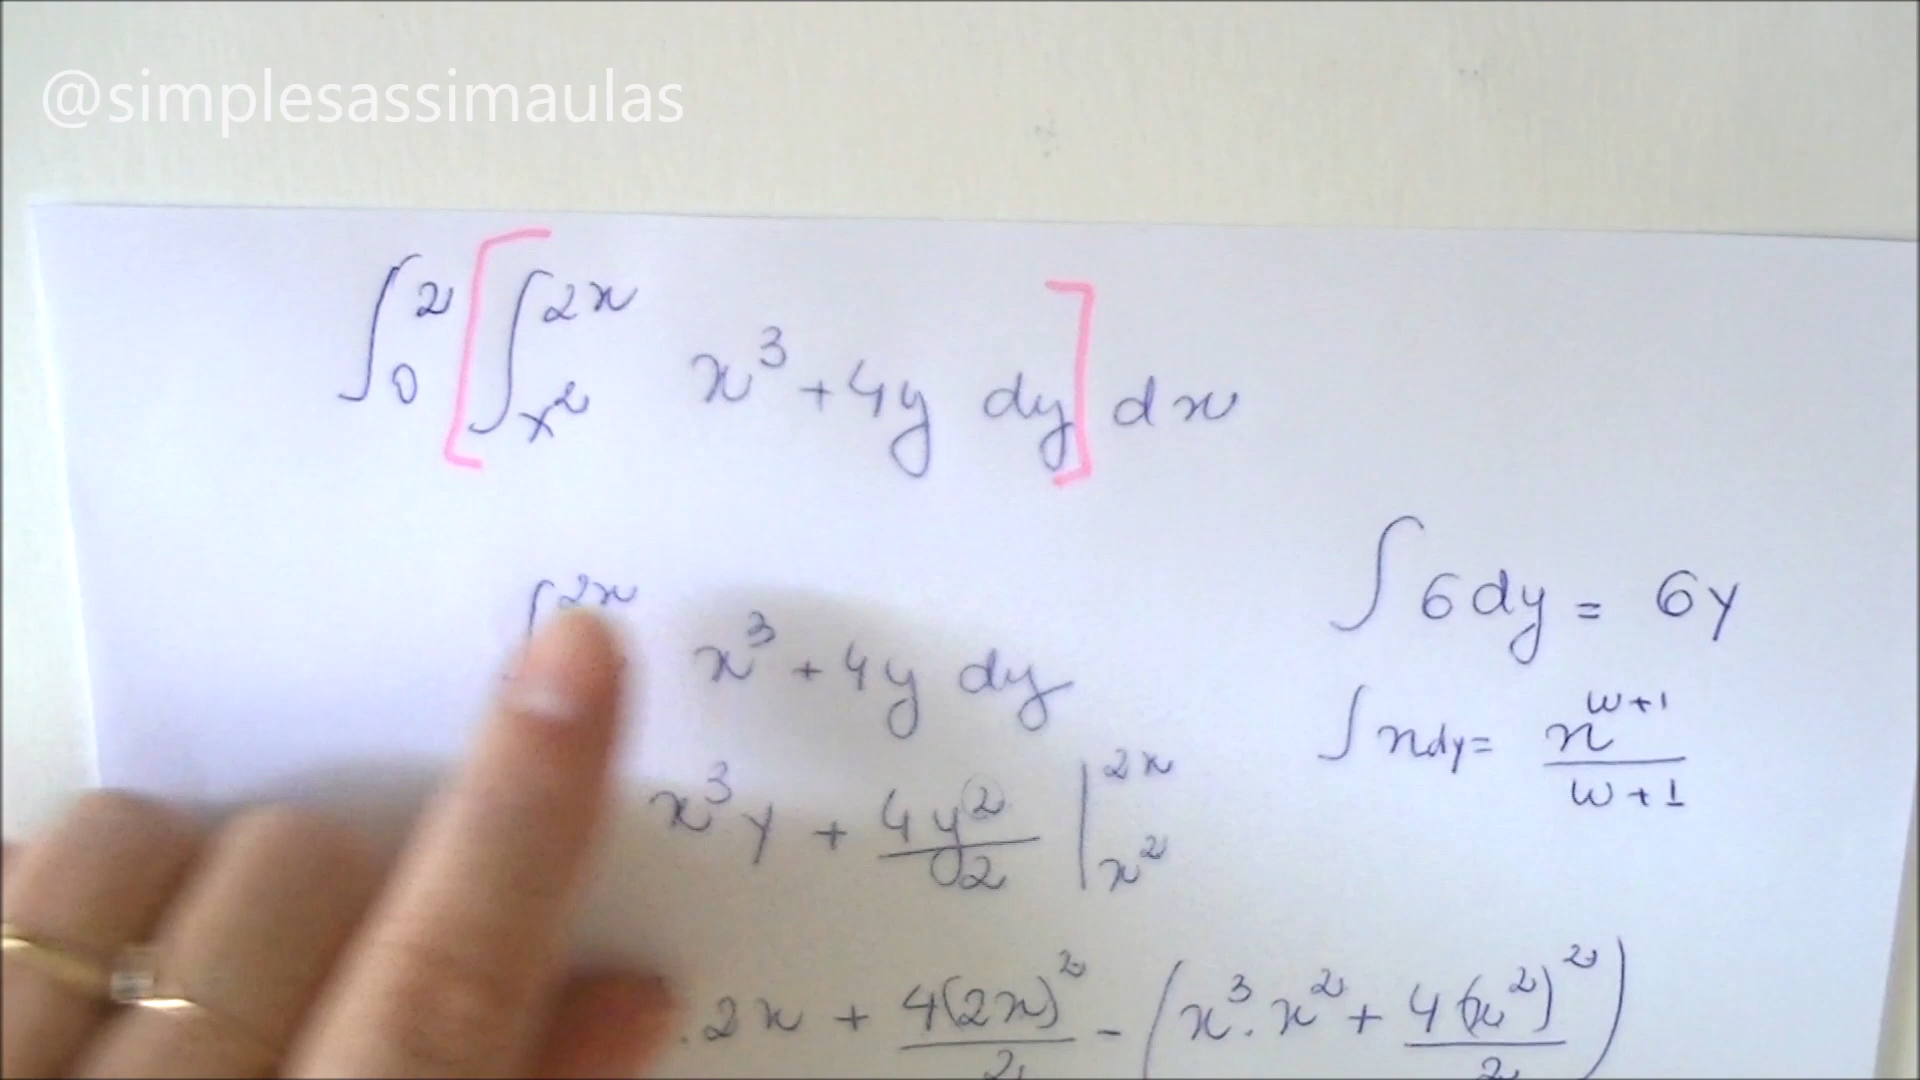 @simplesassimaulas
∫₀² [ ∫_{x²}^{2x} x³ + 4y dy ] dx
∫^{2x} x³ + 4y dy
∫ 6 dy = 6y
∫ x dy = x^{w+1} / w+1
x³y + 4y²/2 |_{x²}^{2x}
. 2x + 4(2x)²/2 - (x³ . x² + 4(x²)²/2)